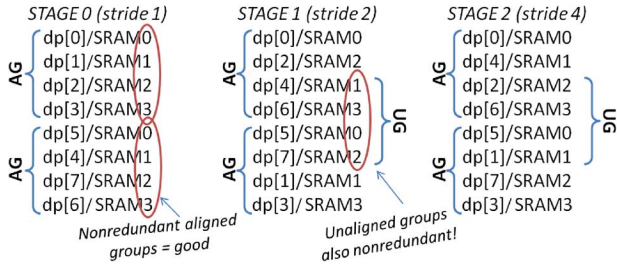 STAGE 0 (stride 1)
AG
dp[0]/SRAM0
dp[1]/SRAM1
dp[2]/SRAM2
dp[3]/SRAM3
AG
dp[5]/SRAM0
dp[4]/SRAM1
dp[7]/SRAM2
dp[6]/SRAM3
Nonredundant aligned
groups = good
STAGE 1 (stride 2)
AG
dp[0]/SRAM0
dp[2]/SRAM2
dp[4]/SRAM1
dp[6]/SRAM3
AG
dp[5]/SRAM0
dp[7]/SRAM2
dp[1]/SRAM1
dp[3]/SRAM3
UG
Unaligned groups
also nonredundant!
STAGE 2 (stride 4)
AG
dp[0]/SRAM0
dp[4]/SRAM1
dp[2]/SRAM2
dp[6]/SRAM3
AG
dp[5]/SRAM0
dp[1]/SRAM1
dp[7]/SRAM2
dp[3]/SRAM3
UG